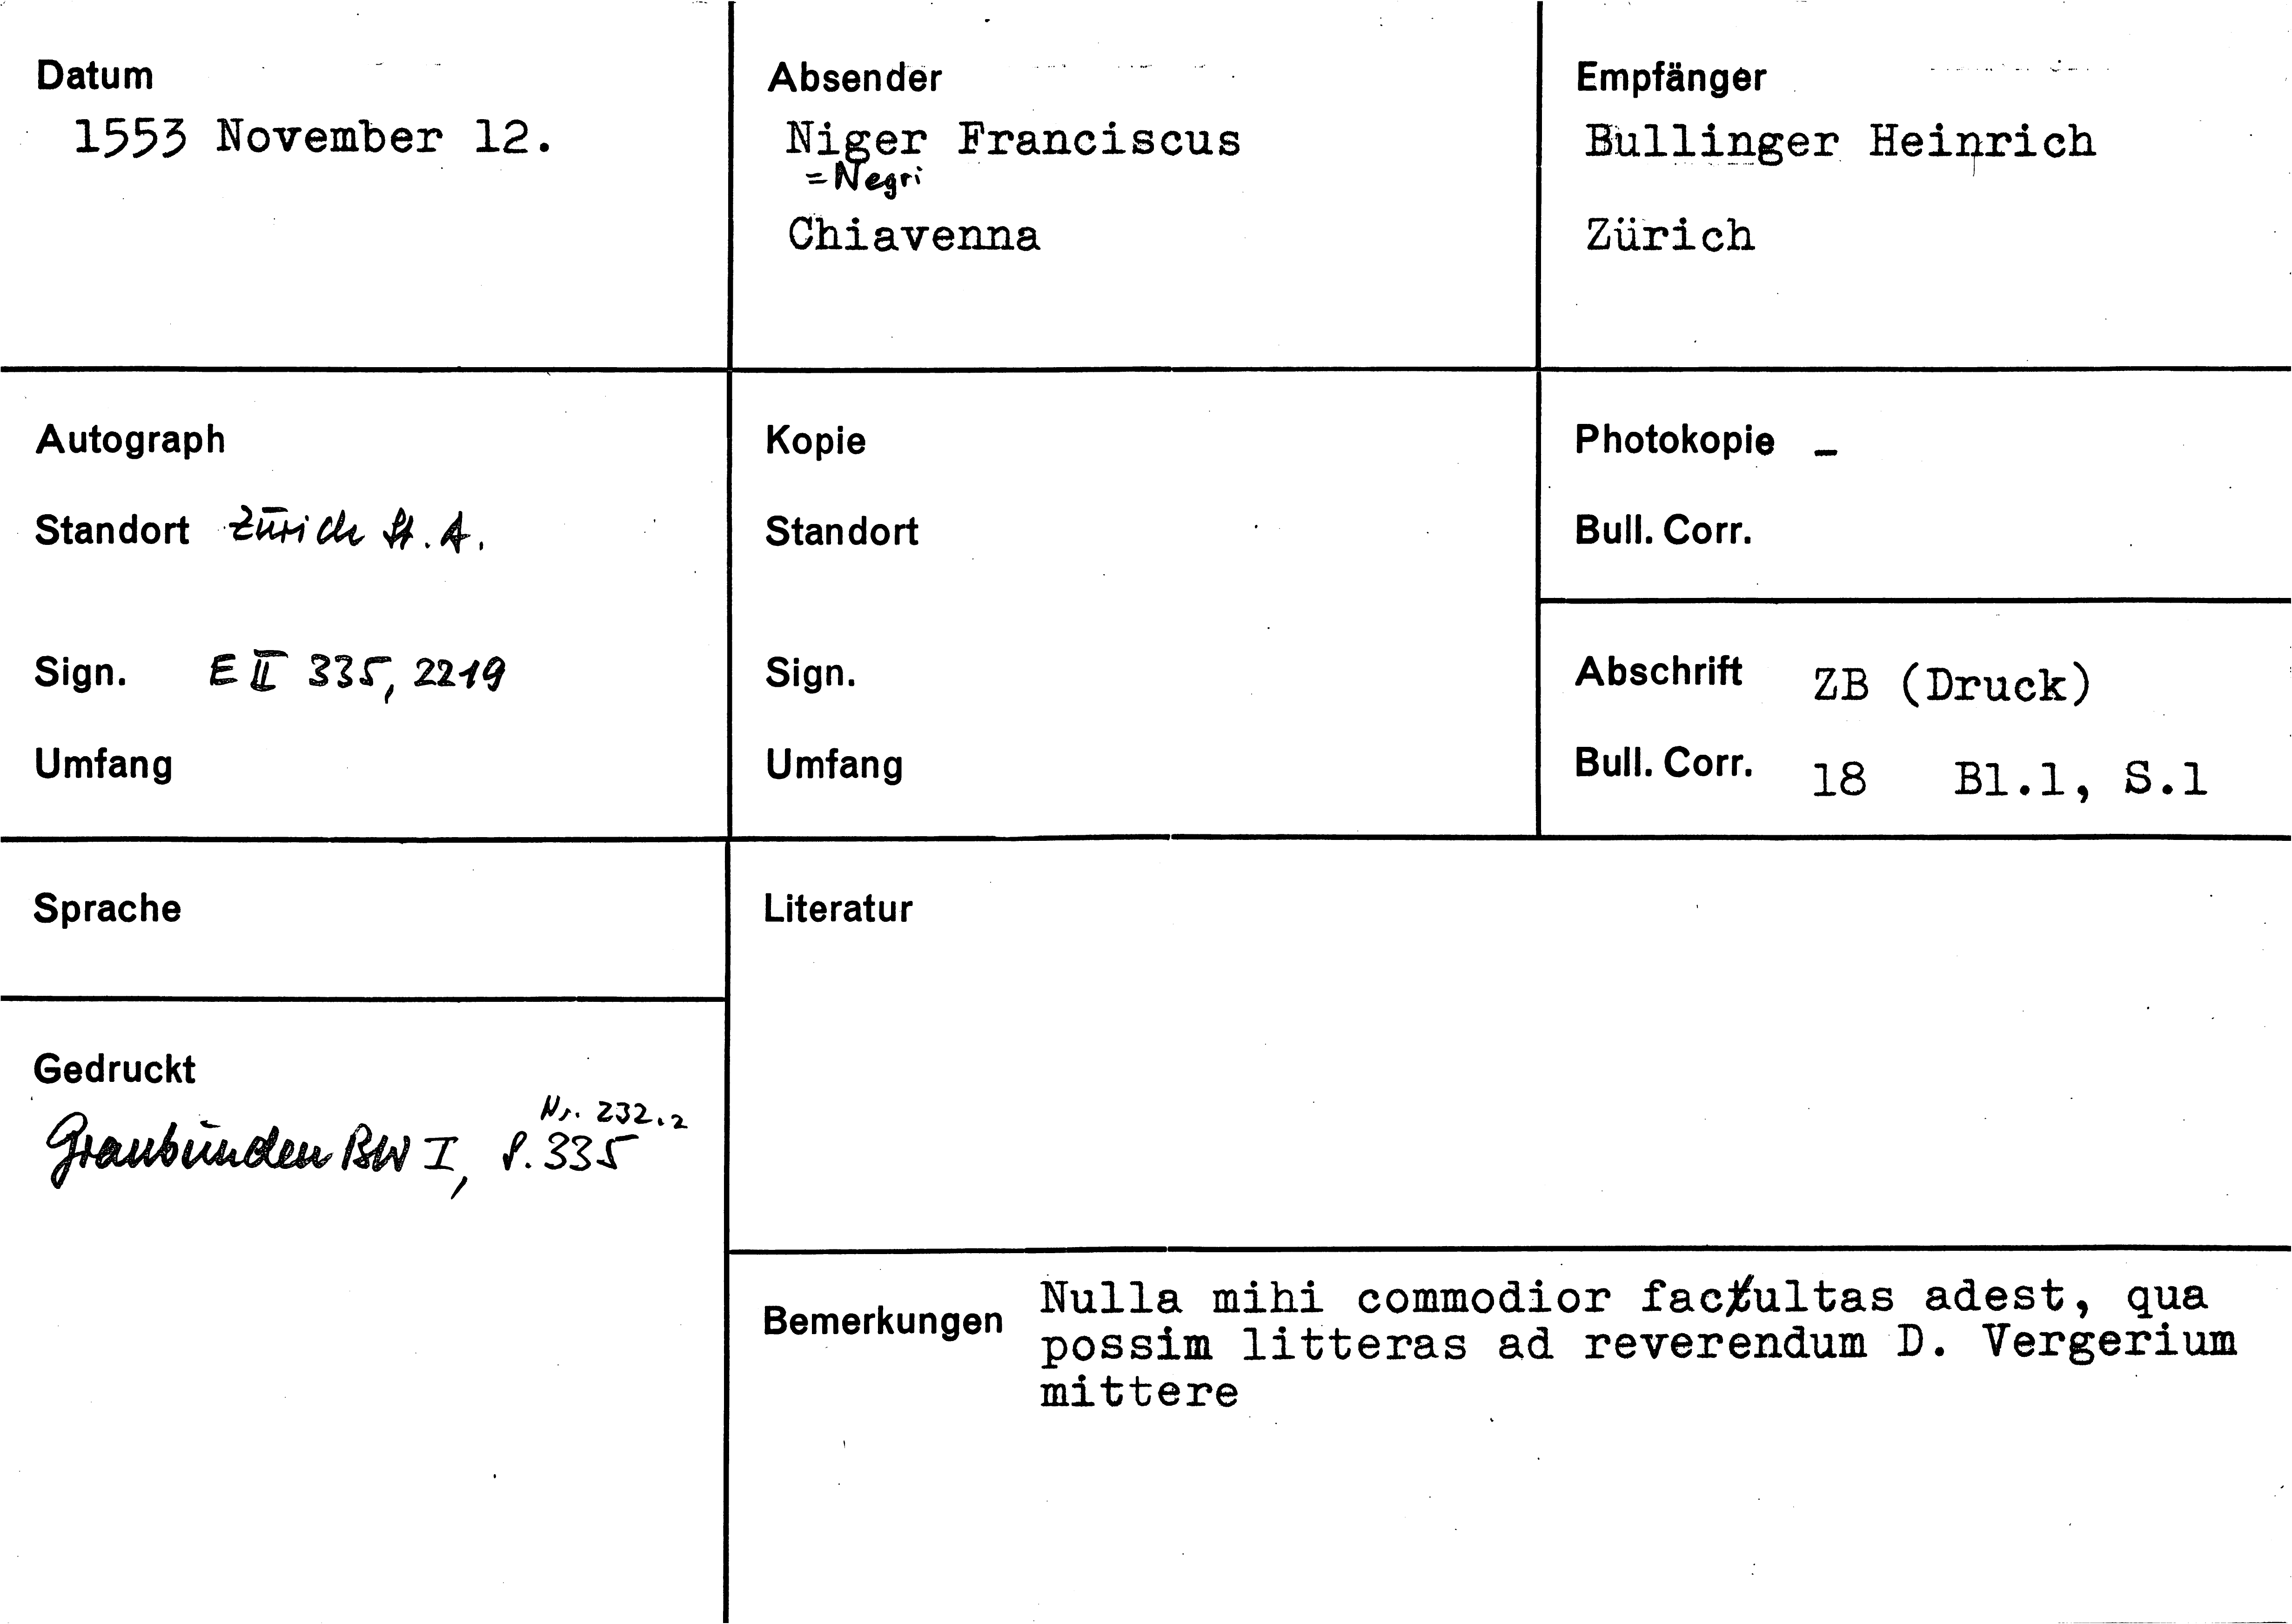 Datum
1553 November 12.
Absender
Niger Franciscus
=Negri
Chiavenna
Empfänger
Bullinger Heinrich
Zürich
Autograph
Standort Zürich St. A.
Sign. E II 335, 2219
Umfang
Kopie
Standort
Sign.
Umfang
Photokopie –
Bull. Corr.
Abschrift ZB (Druck)
Bull. Corr. 18 Bl.1, S.1
Sprache
Gedruckt
Nr. 232.2
Graubünden BW I, S. 335
Literatur
Bemerkungen
Nulla mihi commodior facultas adest, qua
possim litteras ad reverendum D. Vergerium
mittere